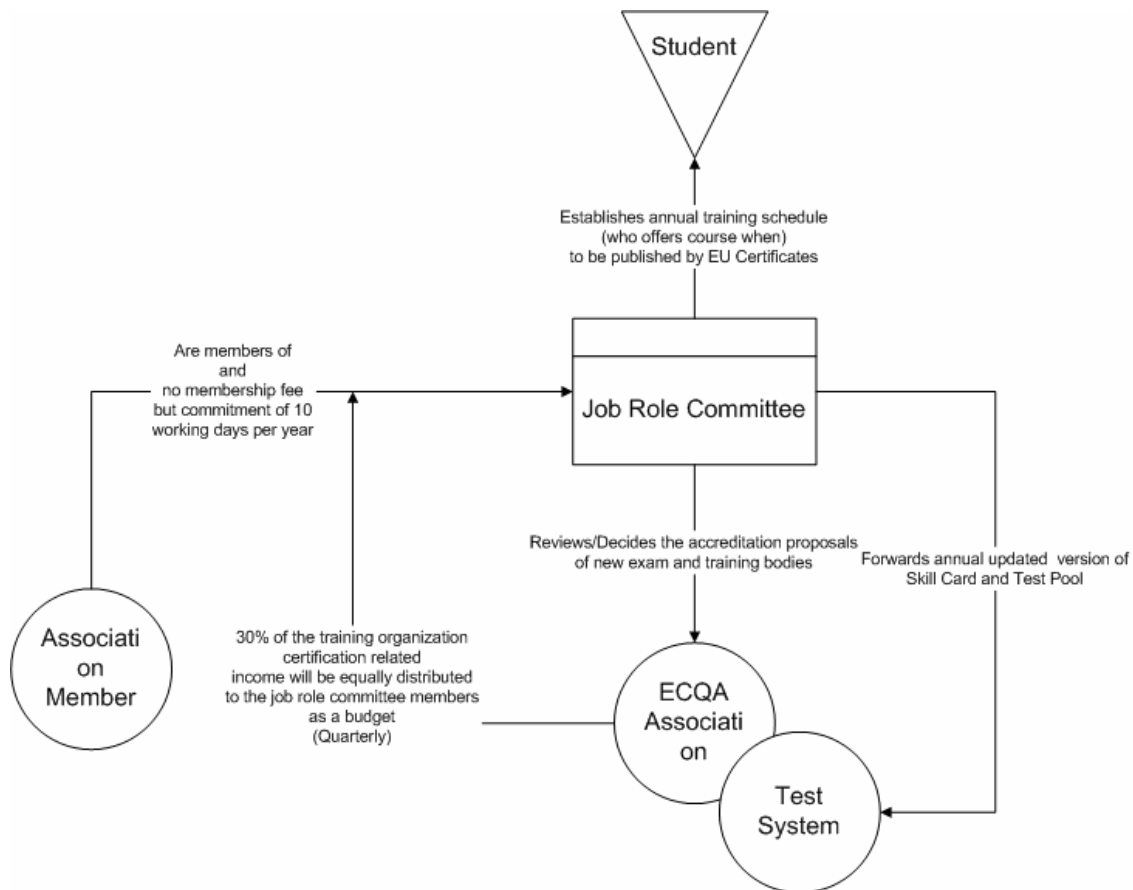 Student
Establishes annual training schedule
(who offers course when)
to be published by EU Certificates
Are members of
and
no membership fee
but commitment of 10
working days per year
Job Role Committee
Reviews/Decides the accreditation proposals
of new exam and training bodies
Forwards annual updated version of
Skill Card and Test Pool
Associati
on
Member
30% of the training organization
certification related
income will be equally distributed
to the job role committee members
as a budget
(Quarterly)
ECQA
Associati
on
Test
System